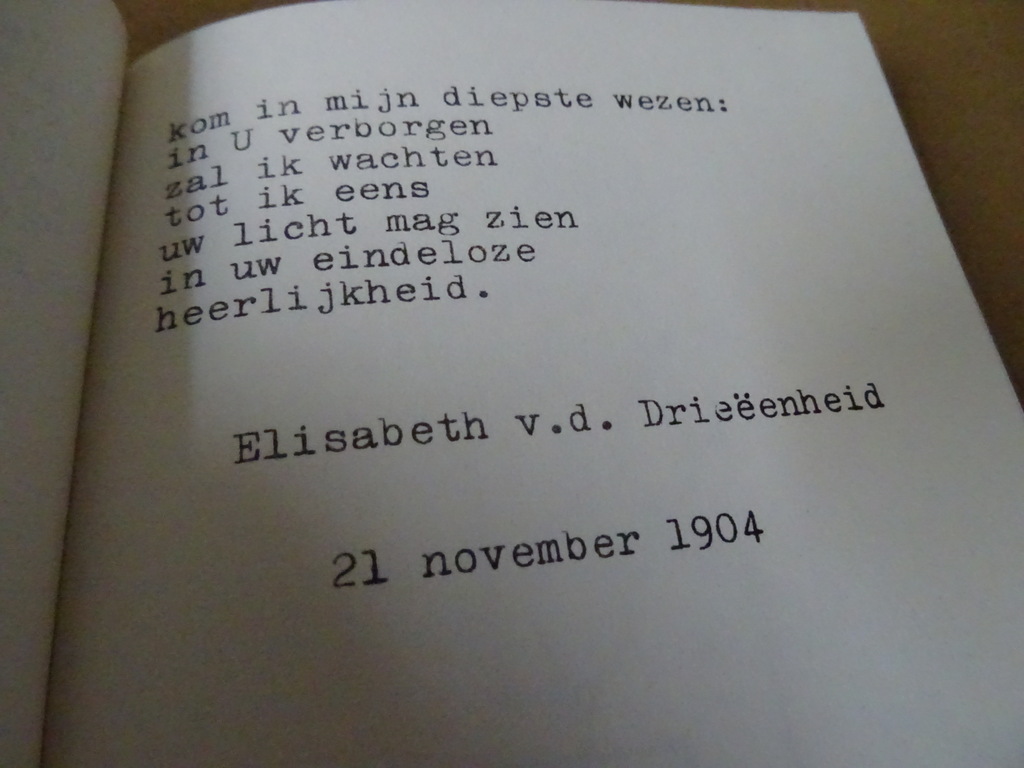 kom in mijn diepste wezen:
in U verborgen
zal ik wachten
tot ik eens
uw licht mag zien
in uw eindeloze
heerlijkheid.
Elisabeth v.d. Drieëenheid
21 november 1904